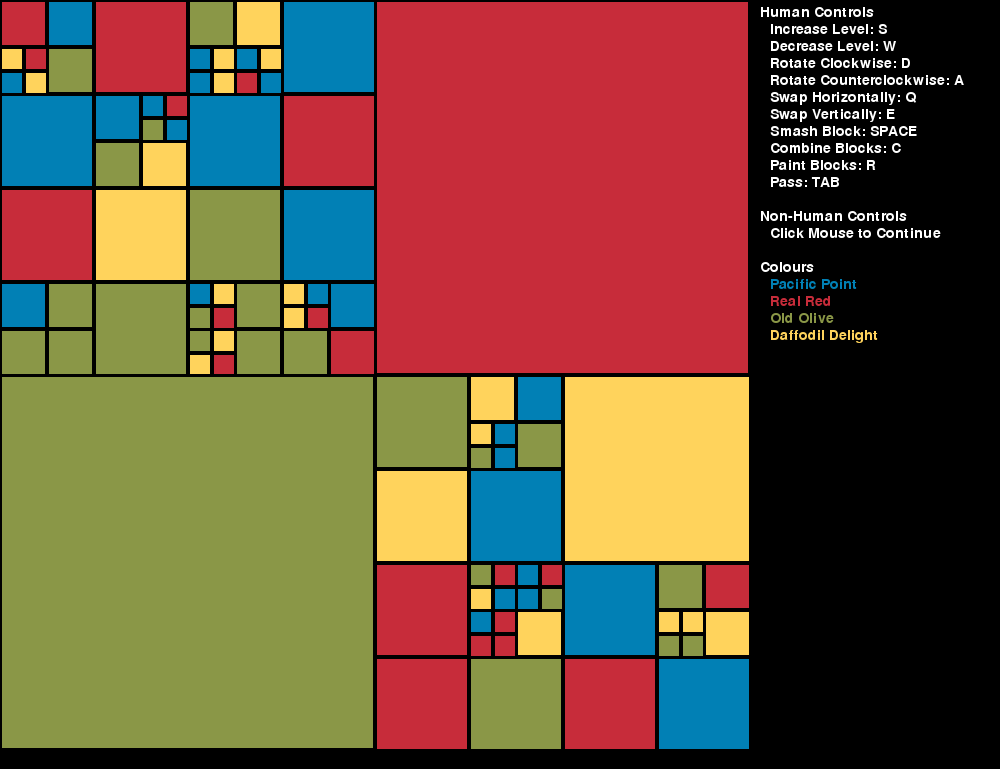 Human Controls
Increase Level: S
Decrease Level: W
Rotate Clockwise: D
Rotate Counterclockwise: A
Swap Horizontally: Q
Swap Vertically: E
Smash Block: SPACE
Combine Blocks: C
Paint Blocks: R
Pass: TAB
Non-Human Controls
Click Mouse to Continue
Colours
Pacific Point
Real Red
Old Olive
Daffodil Delight